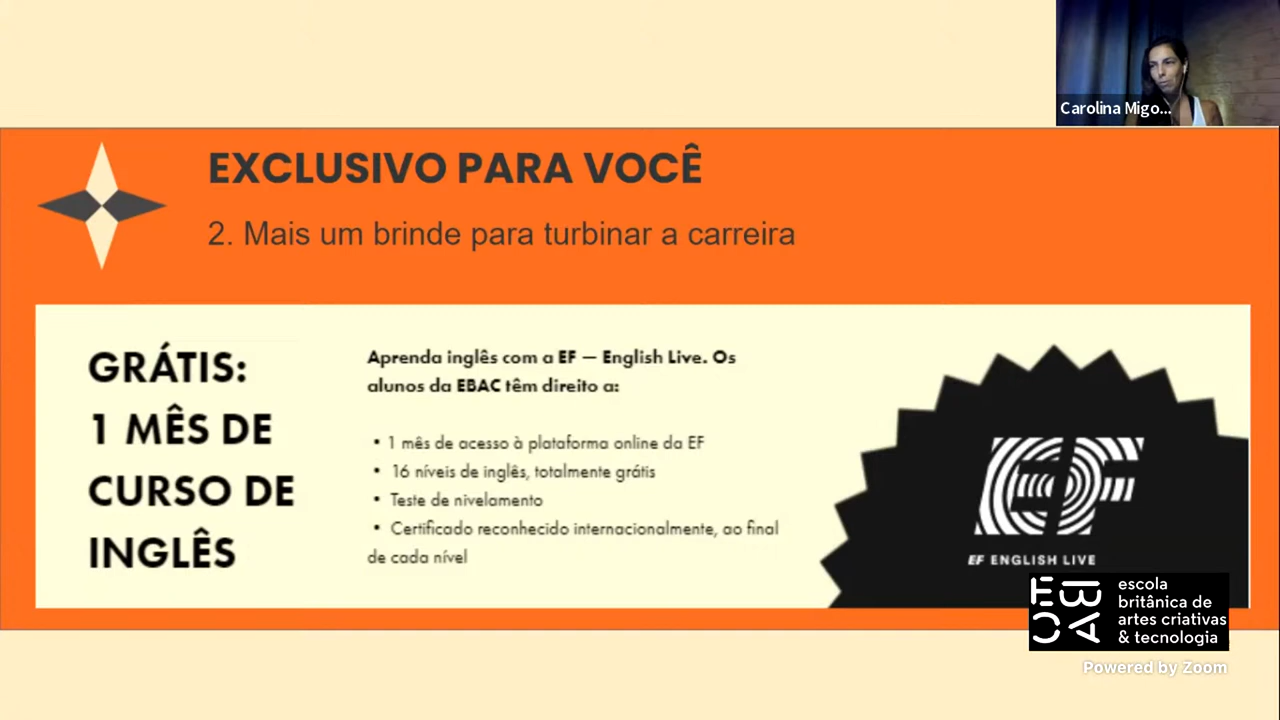 Carolina Migo...
EXCLUSIVO PARA VOCÊ
2. Mais um brinde para turbinar a carreira
GRÁTIS:
1 MÊS DE
CURSO DE
INGLÊS
Aprenda inglês com a EF — English Live. Os
alunos da EBAC têm direito a:
• 1 mês de acesso à plataforma online da EF
• 16 níveis de inglês, totalmente grátis
• Teste de nivelamento
• Certificado reconhecido internacionalmente, ao final
de cada nível
EF
EF ENGLISH LIVE
EBAC
escola
britânica de
artes criativas
& tecnologia
Powered by Zoom